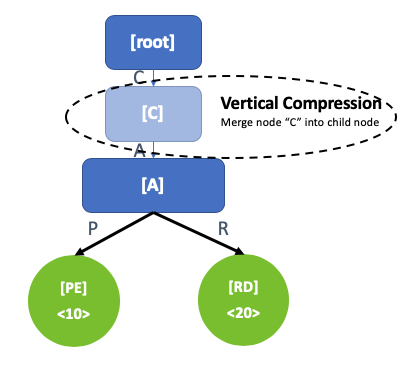 [root]
C
[C]
Vertical Compression
Merge node “C” into child node
A
[A]
P
R
[PE]
<10>
[RD]
<20>